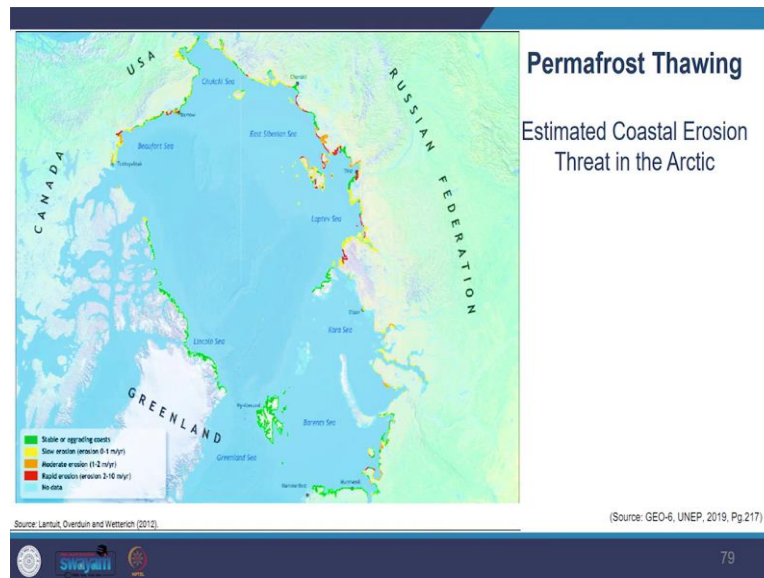 Permafrost Thawing
Estimated Coastal Erosion
Threat in the Arctic
USA
Chukchi Sea
RUSSIAN FEDERATION
East Siberian Sea
Beaufort Sea
CANADA
Laptev Sea
Kara Sea
Lincoln Sea
GREENLAND
Barents Sea
Greenland Sea
Murmansk
Stable or aggrading coasts
Slow erosion (erosion 0-1 m/yr)
Moderate erosion (1-2 m/yr)
Rapid erosion (erosion 2-10 m/yr)
No data
Source: Lantuit, Overduin and Wetterich (2012).
(Source: GEO-6, UNEP, 2019, Pg.217)
swayam
79